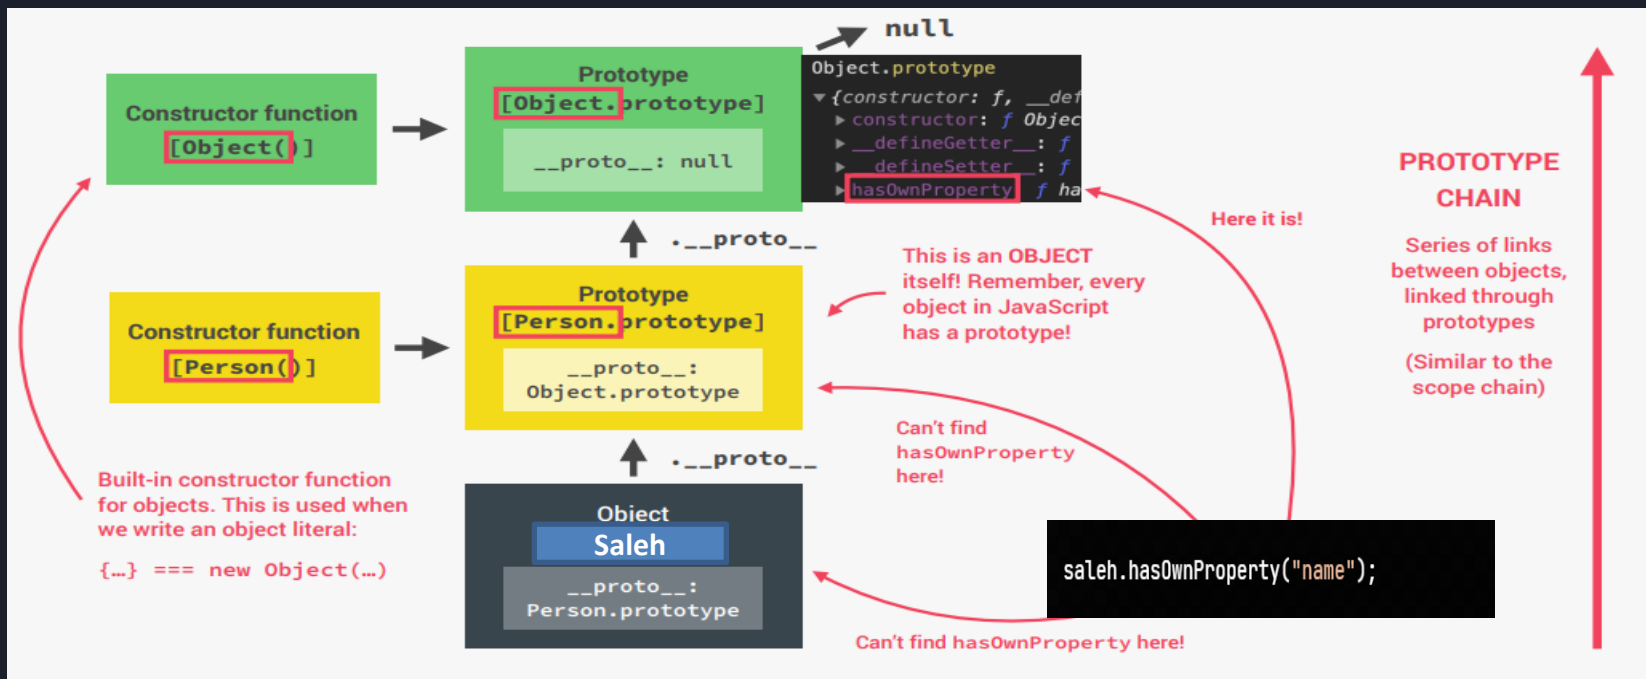 null
Constructor function
[Object()]
Prototype
[Object.prototype]
__proto__: null
Object.prototype
{constructor: ƒ, __def
constructor: ƒ Objec
__defineGetter__: ƒ
__defineSetter__: ƒ
hasOwnProperty ƒ ha
Here it is!
PROTOTYPE
CHAIN
Series of links
between objects,
linked through
prototypes
(Similar to the
scope chain)
.__proto__
Constructor function
[Person()]
Prototype
[Person.prototype]
__proto__:
Object.prototype
This is an OBJECT
itself! Remember, every
object in JavaScript
has a prototype!
Can't find
hasOwnProperty
here!
.__proto__
Built-in constructor function
for objects. This is used when
we write an object literal:
{…} === new Object(…)
Object
Saleh
__proto__:
Person.prototype
saleh.hasOwnProperty("name");
Can't find hasOwnProperty here!